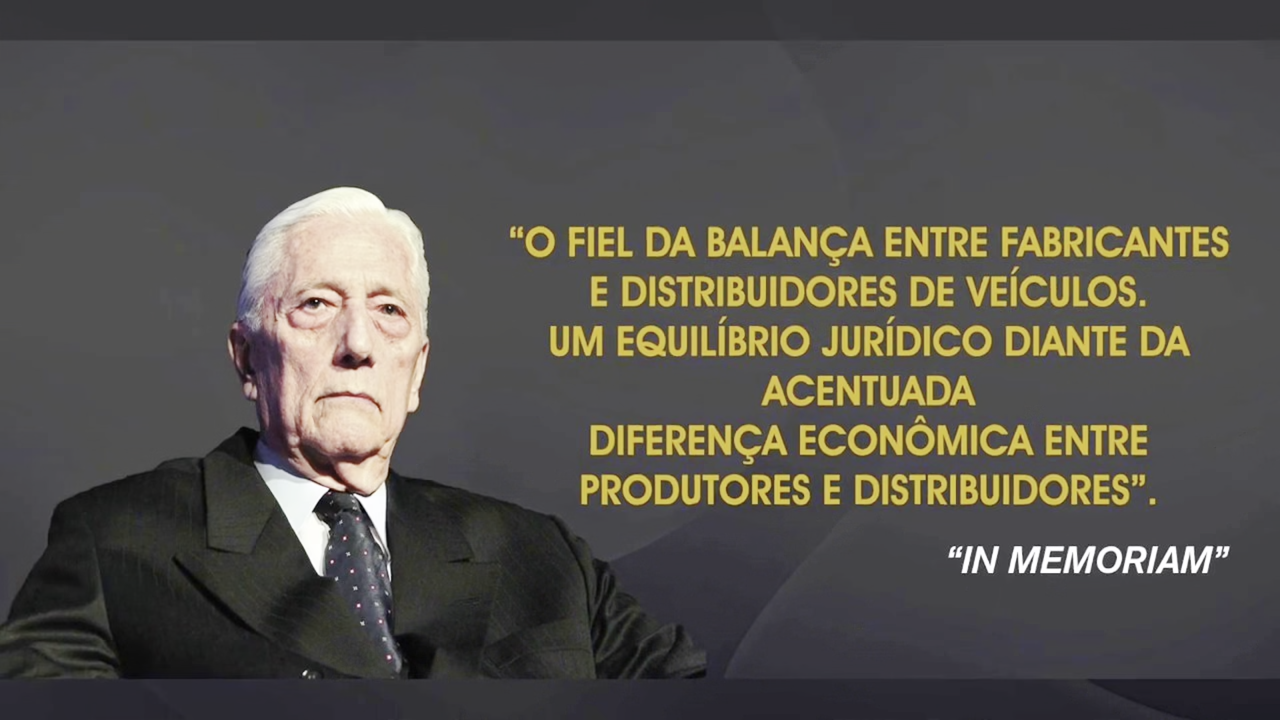 “O FIEL DA BALANÇA ENTRE FABRICANTES
E DISTRIBUIDORES DE VEÍCULOS.
UM EQUILÍBRIO JURÍDICO DIANTE DA
ACENTUADA
DIFERENÇA ECONÔMICA ENTRE
PRODUTORES E DISTRIBUIDORES”.
“IN MEMORIAM”